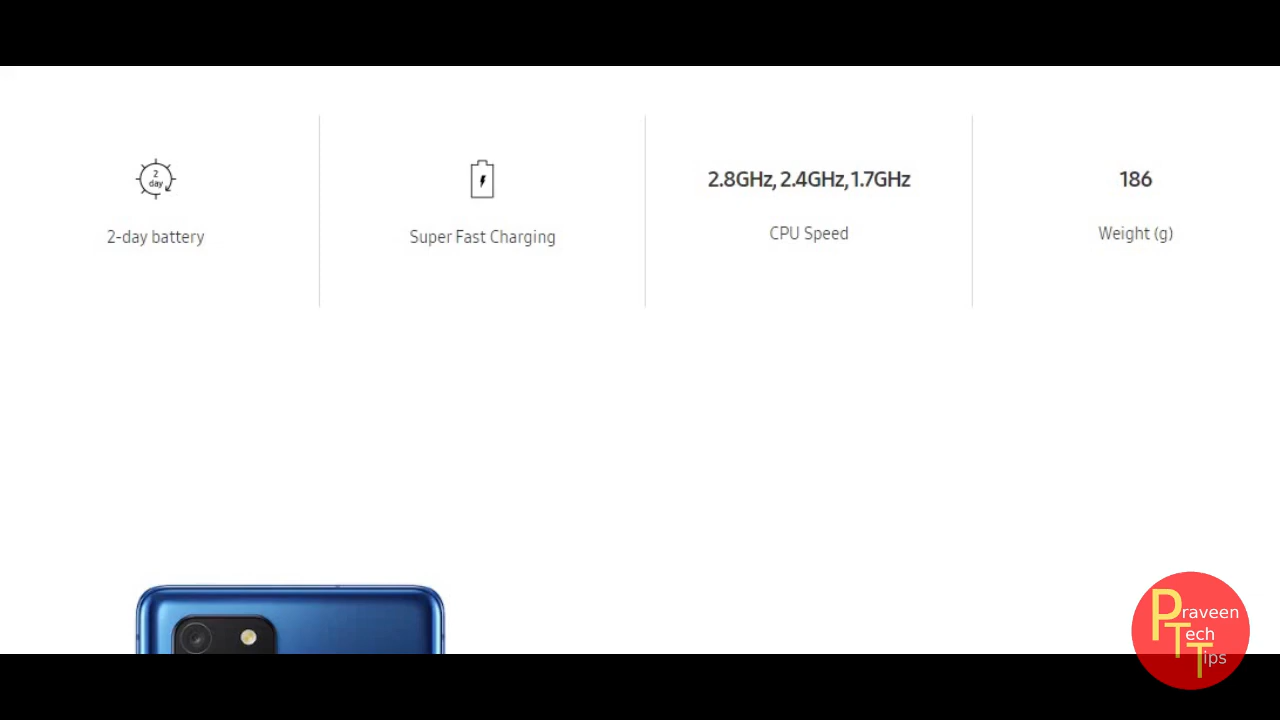 2
day
2-day battery
Super Fast Charging
2.8GHz, 2.4GHz, 1.7GHz
CPU Speed
186
Weight (g)
Praveen
Tech
Tips